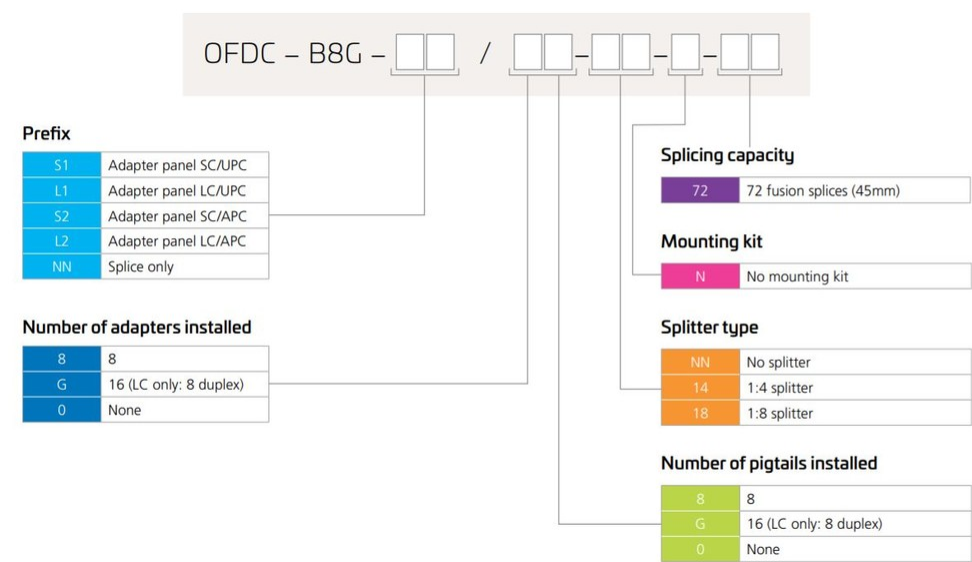 OFDC – B8G – / – – –
Prefix
S1 Adapter panel SC/UPC
L1 Adapter panel LC/UPC
S2 Adapter panel SC/APC
L2 Adapter panel LC/APC
NN Splice only
Number of adapters installed
8 8
G 16 (LC only: 8 duplex)
0 None
Splicing capacity
72 72 fusion splices (45mm)
Mounting kit
N No mounting kit
Splitter type
NN No splitter
14 1:4 splitter
18 1:8 splitter
Number of pigtails installed
8 8
G 16 (LC only: 8 duplex)
0 None